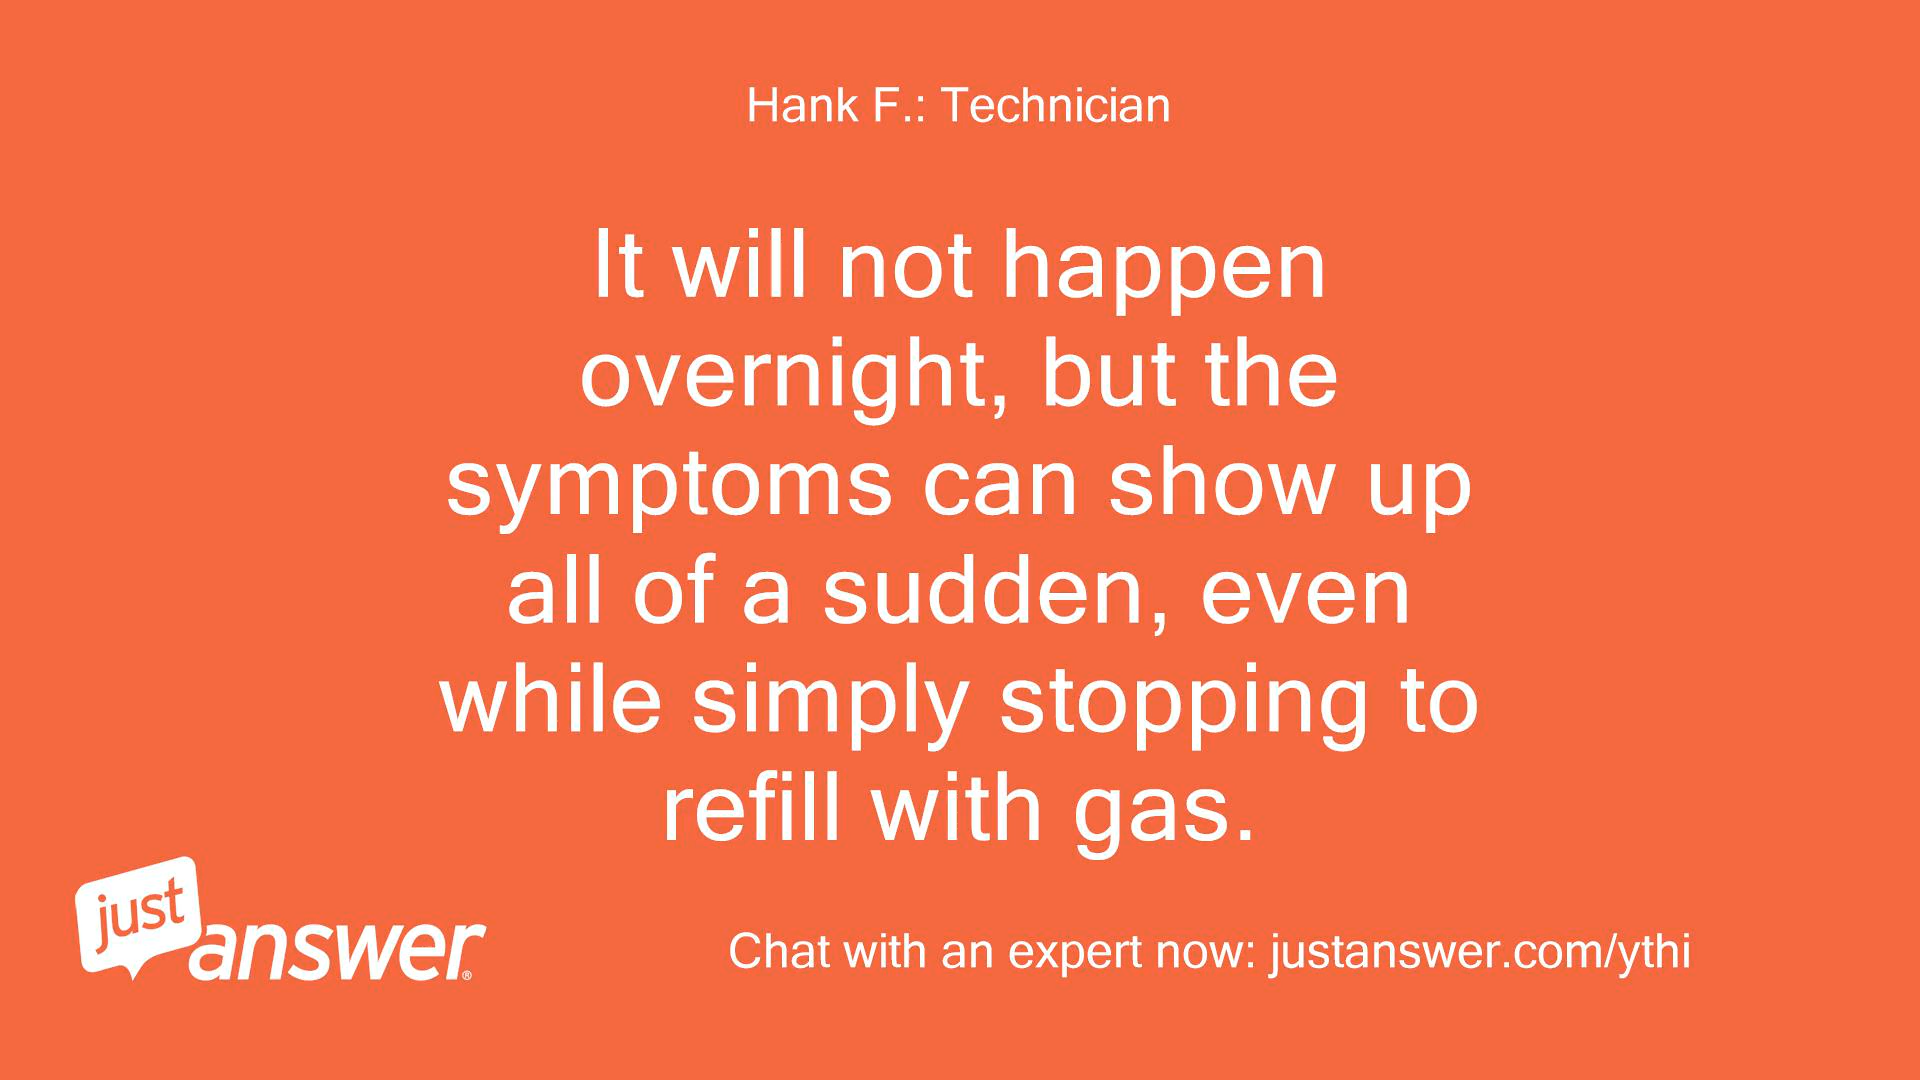 Hank F.: Technician
It will not happen
overnight, but the
symptoms can show up
all of a sudden, even
while simply stopping to
refill with gas.
just
answer®
Chat with an expert now: justanswer.com/ythi